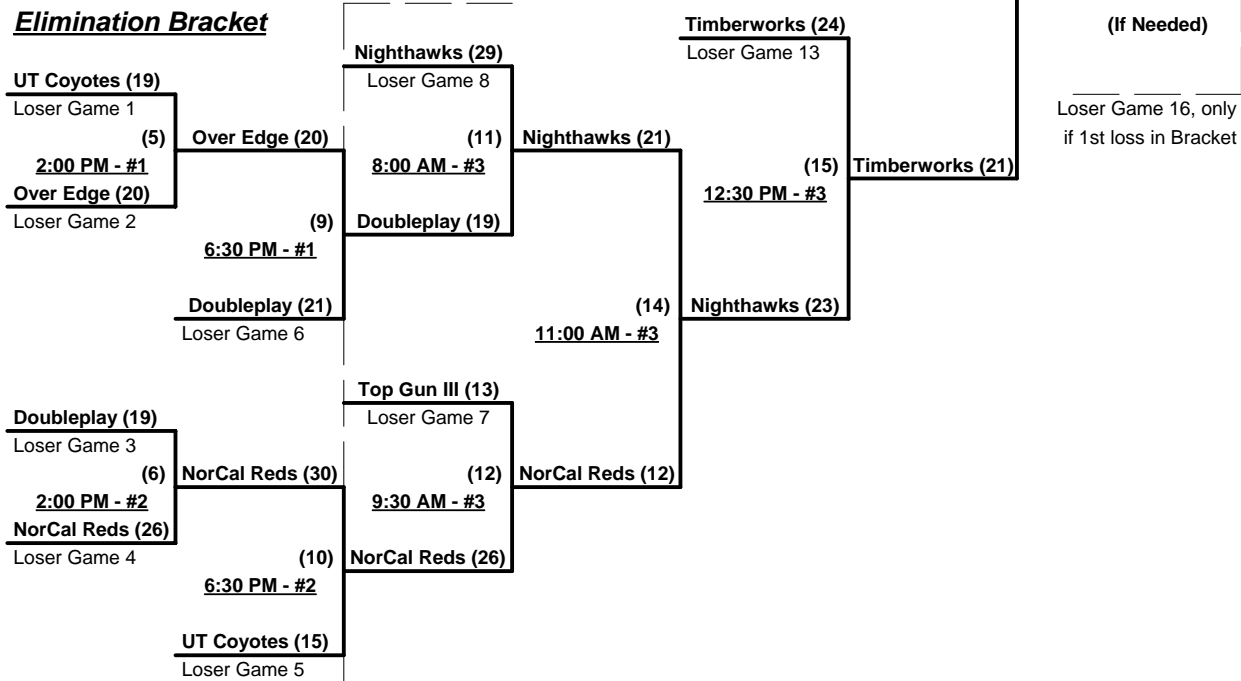 Elimination Bracket
Timberworks (24)
Loser Game 13
(If Needed)
Nighthawks (29)
Loser Game 8
UT Coyotes (19)
Loser Game 1
Loser Game 16, only
if 1st loss in Bracket
(5)
2:00 PM - #1
Over Edge (20)
(11)
8:00 AM - #3
Nighthawks (21)
(15)
12:30 PM - #3
Timberworks (21)
Over Edge (20)
Loser Game 2
(9)
6:30 PM - #1
Doubleplay (19)
Doubleplay (21)
Loser Game 6
(14)
11:00 AM - #3
Nighthawks (23)
Top Gun III (13)
Loser Game 7
Doubleplay (19)
Loser Game 3
(6)
2:00 PM - #2
NorCal Reds (30)
(12)
9:30 AM - #3
NorCal Reds (12)
NorCal Reds (26)
Loser Game 4
(10)
6:30 PM - #2
NorCal Reds (26)
UT Coyotes (15)
Loser Game 5